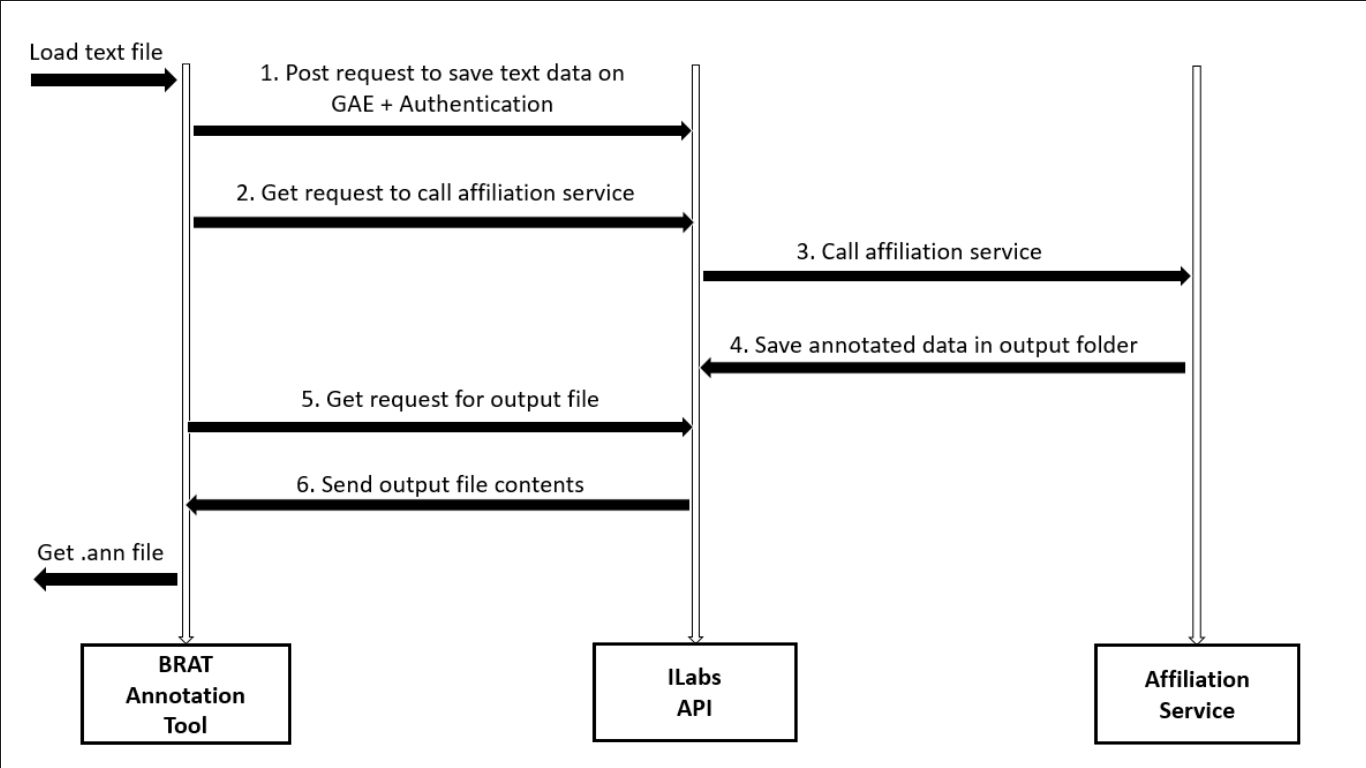 Load text file
1. Post request to save text data on
GAE + Authentication
2. Get request to call affiliation service
3. Call affiliation service
4. Save annotated data in output folder
5. Get request for output file
6. Send output file contents
Get .ann file
BRAT
Annotation
Tool
ILabs
API
Affiliation
Service